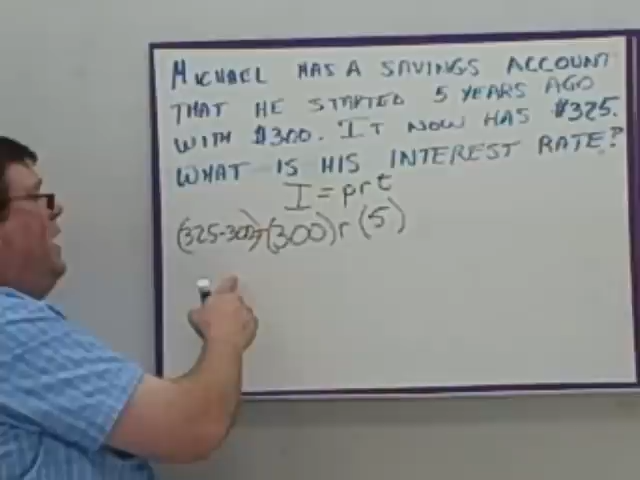 MICHAEL HAS A SAVINGS ACCOUNT
THAT HE STARTED 5 YEARS AGO
WITH $300. IT NOW HAS $325.
WHAT IS HIS INTEREST RATE?
I = prt
(325-300)=(300)r(5)